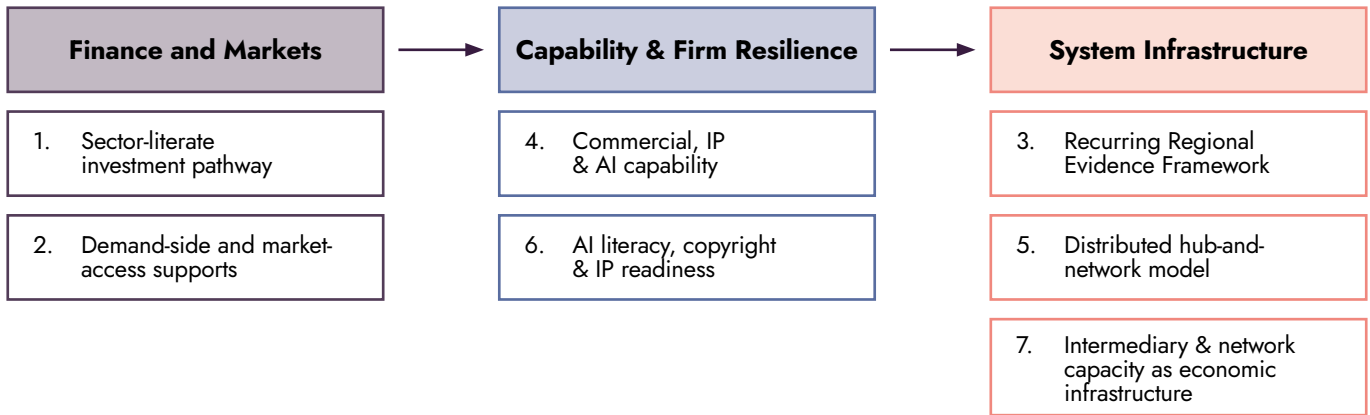 Finance and Markets
1. Sector-literate
investment pathway
2. Demand-side and market-
access supports
Capability & Firm Resilience
4. Commercial, IP
& AI capability
6. AI literacy, copyright
& IP readiness
System Infrastructure
3. Recurring Regional
Evidence Framework
5. Distributed hub-and-
network model
7. Intermediary & network
capacity as economic
infrastructure